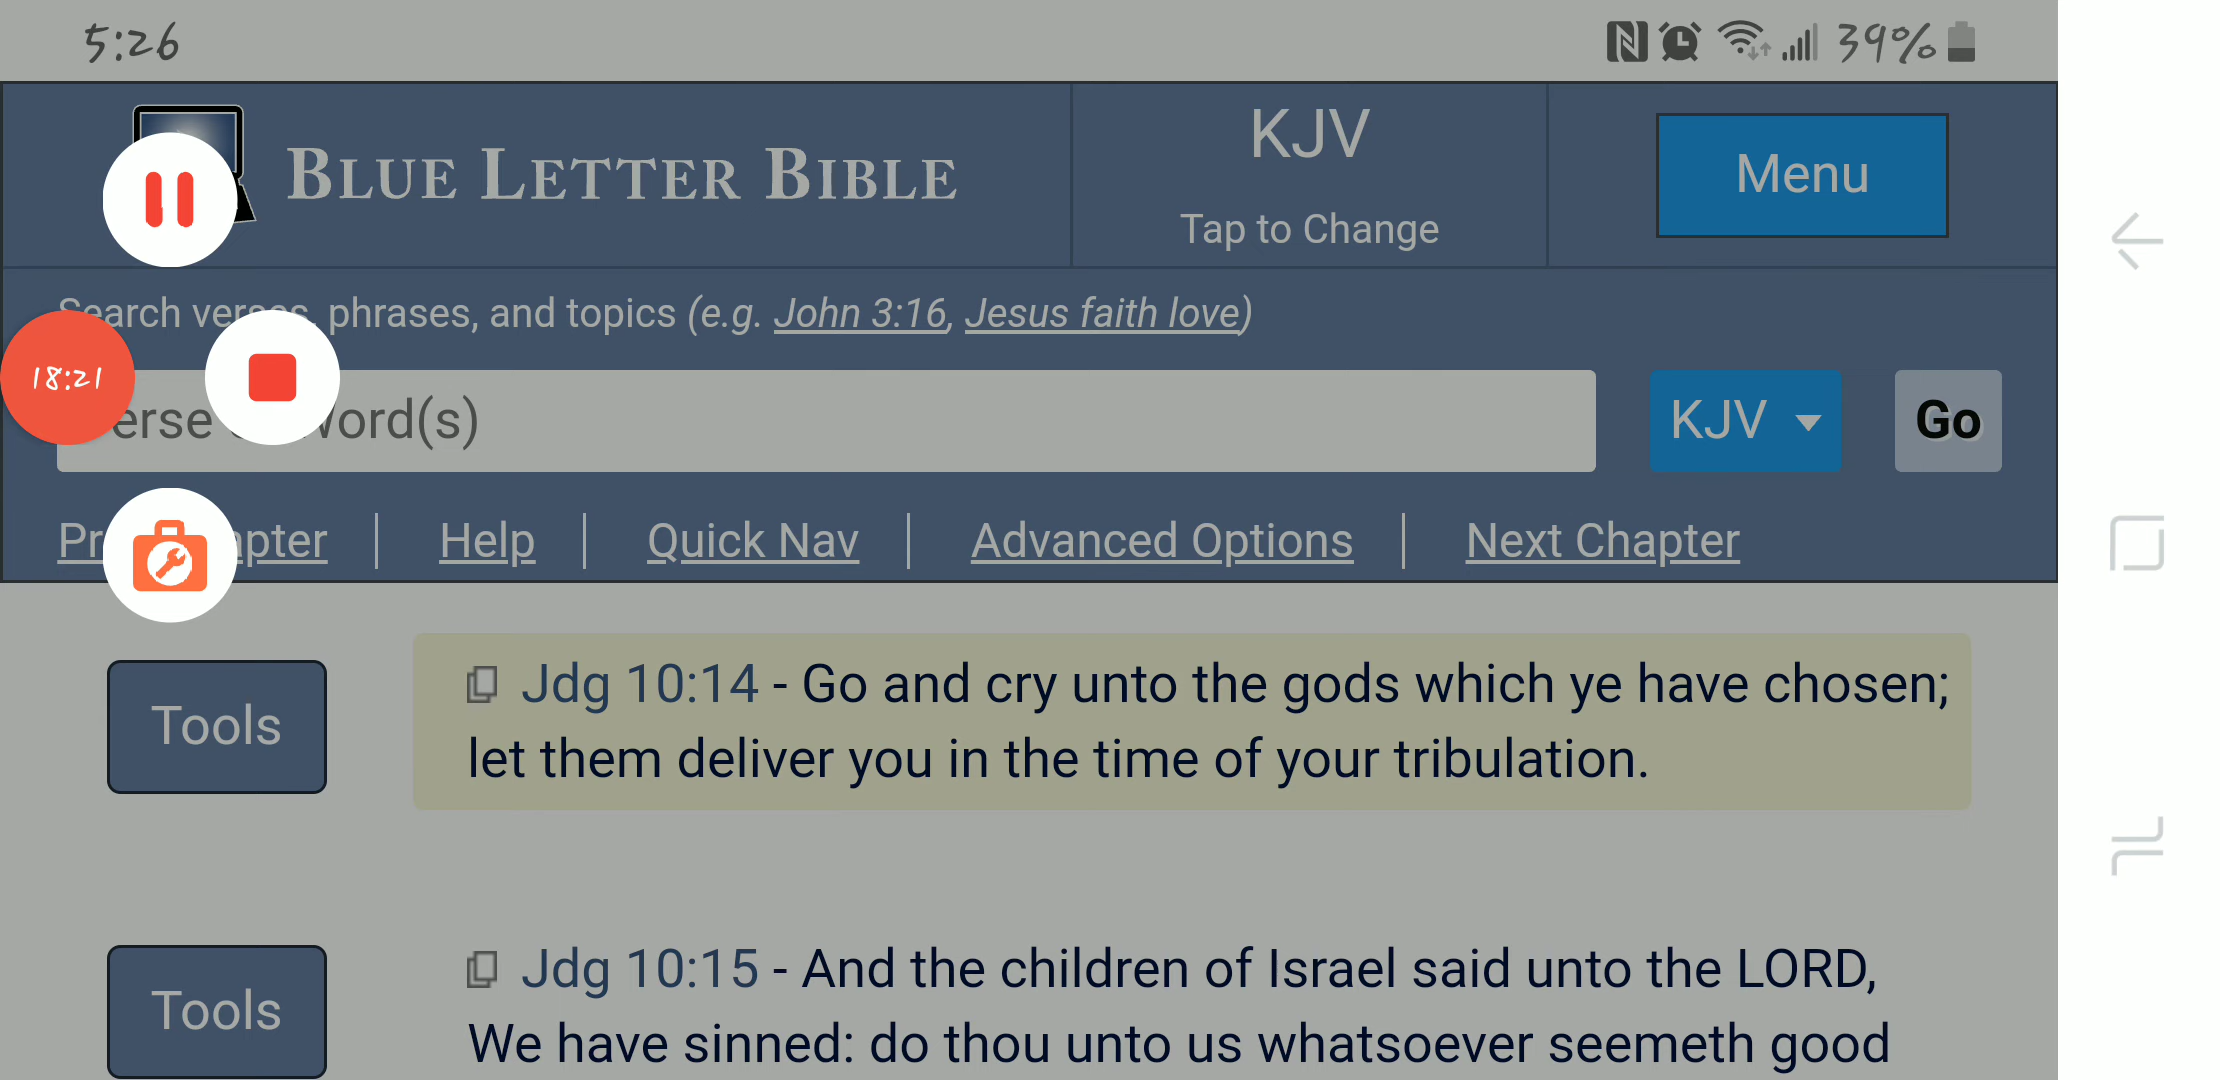 5:26
39%
BLUE LETTER BIBLE
KJV
Tap to Change
Menu
Search verses, phrases, and topics (e.g. John 3:16, Jesus faith love)
18:21
erse Word(s)
KJV
Go
Help
Quick Nav
Advanced Options
Next Chapter
Tools
Jdg 10:14 - Go and cry unto the gods which ye have chosen;
let them deliver you in the time of your tribulation.
Tools
Jdg 10:15 - And the children of Israel said unto the LORD,
We have sinned: do thou unto us whatsoever seemeth good